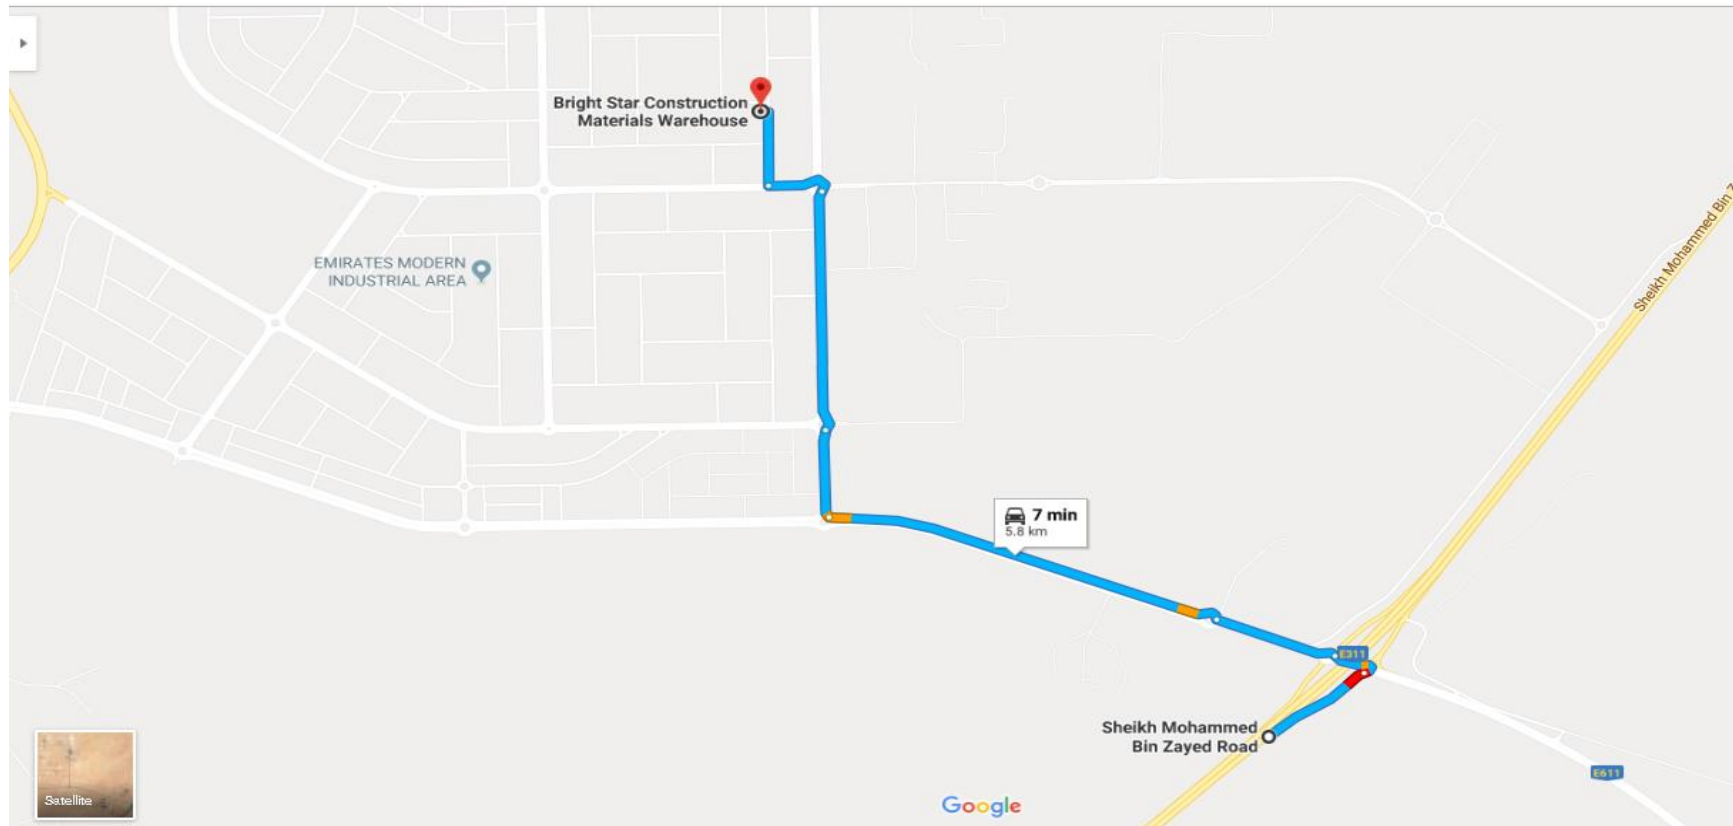 Bright Star Construction
Materials Warehouse
EMIRATES MODERN
INDUSTRIAL AREA
Sheikh Mohammed Bin Z
7 min
5.8 km
E311
Sheikh Mohammed
Bin Zayed Road
E611
Satellite
Google